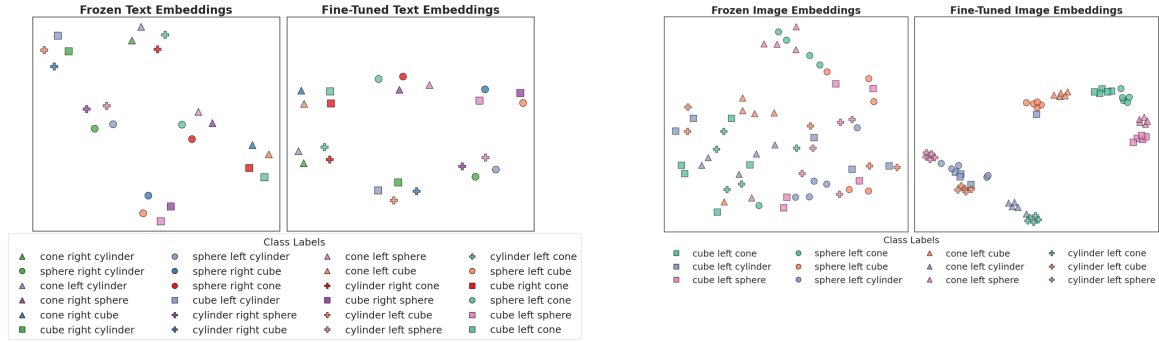 Frozen Text Embeddings
Fine-Tuned Text Embeddings
Class Labels
cone right cylinder
sphere left cylinder
cone left sphere
cylinder left cone
sphere right cylinder
sphere right cube
cone left cube
sphere left cube
cone left cylinder
sphere right cone
cylinder right cone
cube right cone
cone right sphere
cube left cylinder
cube right sphere
sphere left cone
cone right cube
cylinder right sphere
cylinder left cube
cube left sphere
cube right cylinder
cylinder right cube
cylinder left sphere
cube left cone
Frozen Image Embeddings
Fine-Tuned Image Embeddings
Class Labels
cube left cone
sphere left cone
cone left cube
cylinder left cone
cube left cylinder
sphere left cube
cone left cylinder
cylinder left cube
cube left sphere
sphere left cylinder
cone left sphere
cylinder left sphere